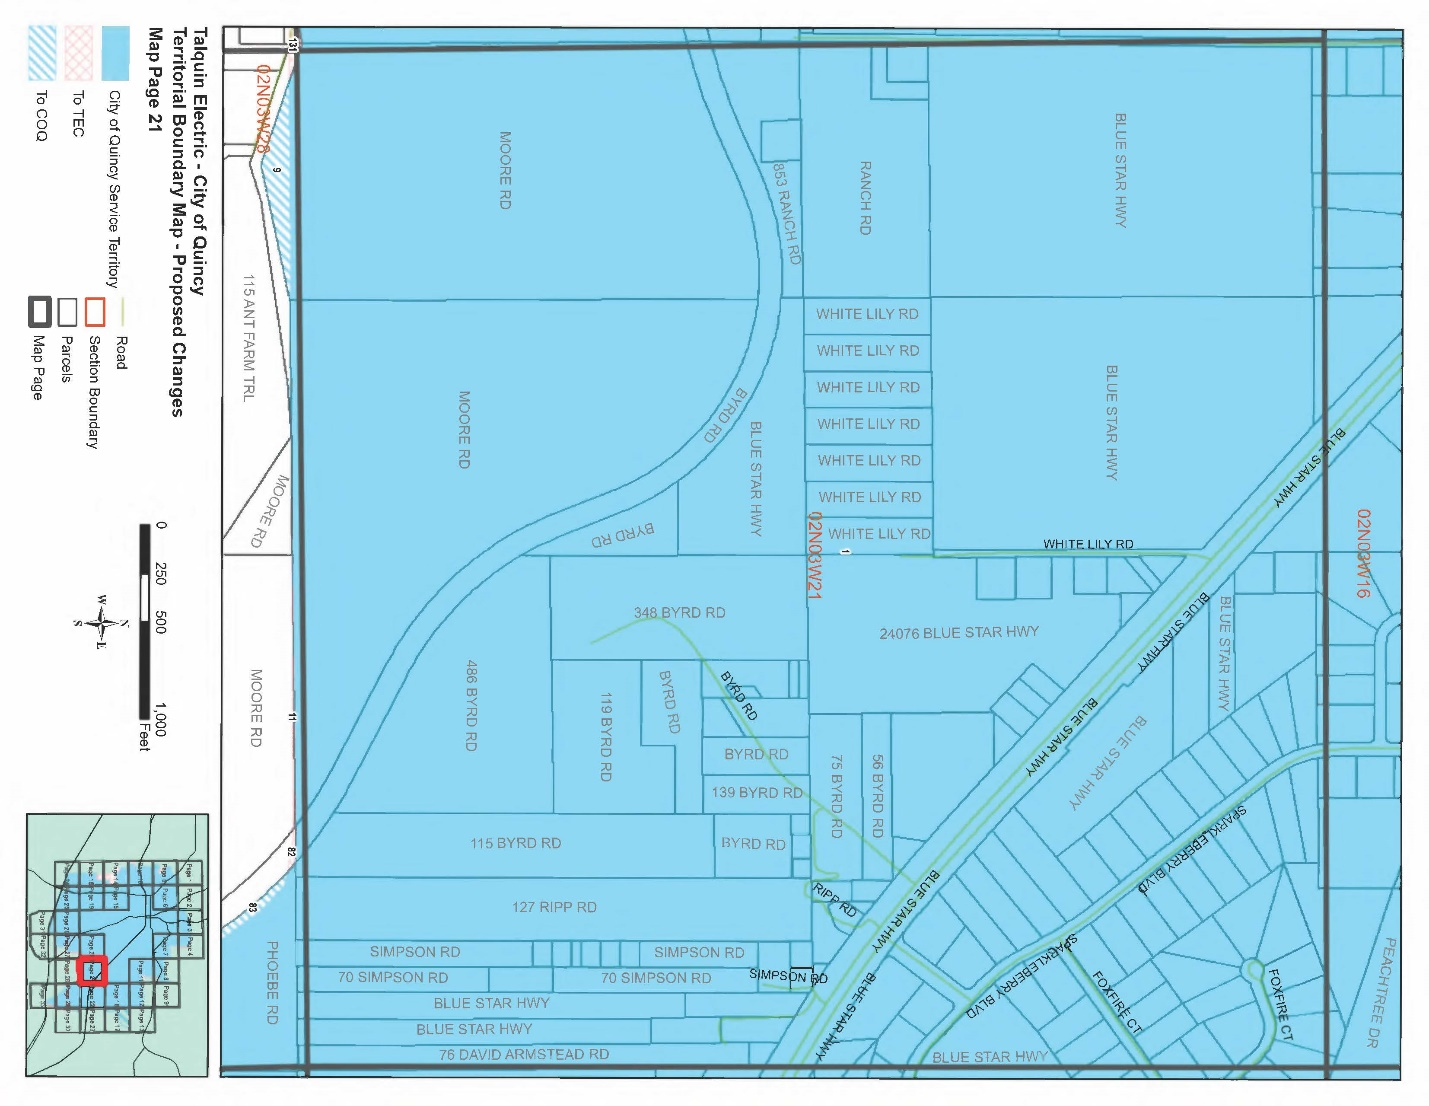 Talquin Electric - City of Quincy
Territorial Boundary Map - Proposed Changes
Map Page 21
City of Quincy Service Territory
To TEC
To COQ
Road
Section Boundary
Parcels
Map Page
0 250 500 1,000
Feet
N
W E
S
131
02N03W28
9
115 ANT FARM TRL
MOORE RD
MOORE RD
11
82
83
PHOEBE RD
MOORE RD
MOORE RD
853 RANCH RD
RANCH RD
BLUE STAR HWY
WHITE LILY RD
WHITE LILY RD
WHITE LILY RD
WHITE LILY RD
WHITE LILY RD
WHITE LILY RD
WHITE LILY RD
BYRD RD
BLUE STAR HWY
BLUE STAR HWY
BLUE STAR HWY
BYRD RD
02N03W21
1
WHITE LILY RD
02N03W16
348 BYRD RD
24076 BLUE STAR HWY
BLUE STAR HWY
BLUE STAR HWY
486 BYRD RD
119 BYRD RD
BYRD RD
BYRD RD
BLUE STAR HWY
BLUE STAR HWY
BYRD RD
139 BYRD RD
75 BYRD RD
56 BYRD RD
SPARKLEBERRY BLVD
115 BYRD RD
BYRD RD
127 RIPP RD
RIPP RD
BLUE STAR HWY
SIMPSON RD
SIMPSON RD
70 SIMPSON RD
70 SIMPSON RD
SIMPSON RD
BLUE STAR HWY
BLUE STAR HWY
BLUE STAR HWY
76 DAVID ARMSTEAD RD
SPARKLEBERRY BLVD
FOXFIRE CT
FOXFIRE CT
PEACHTREE DR
BLUE STAR HWY